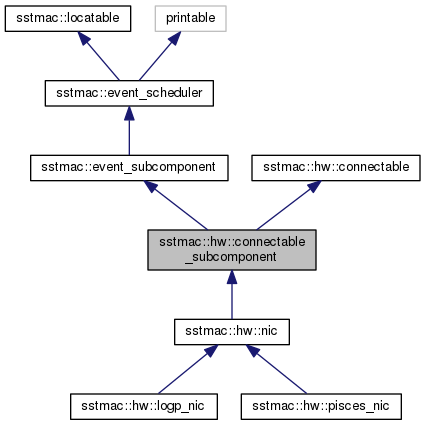 sstmac::locatable
printable
sstmac::event_scheduler
sstmac::event_subcomponent
sstmac::hw::connectable
sstmac::hw::connectable
_subcomponent
sstmac::hw::nic
sstmac::hw::logp_nic
sstmac::hw::pisces_nic